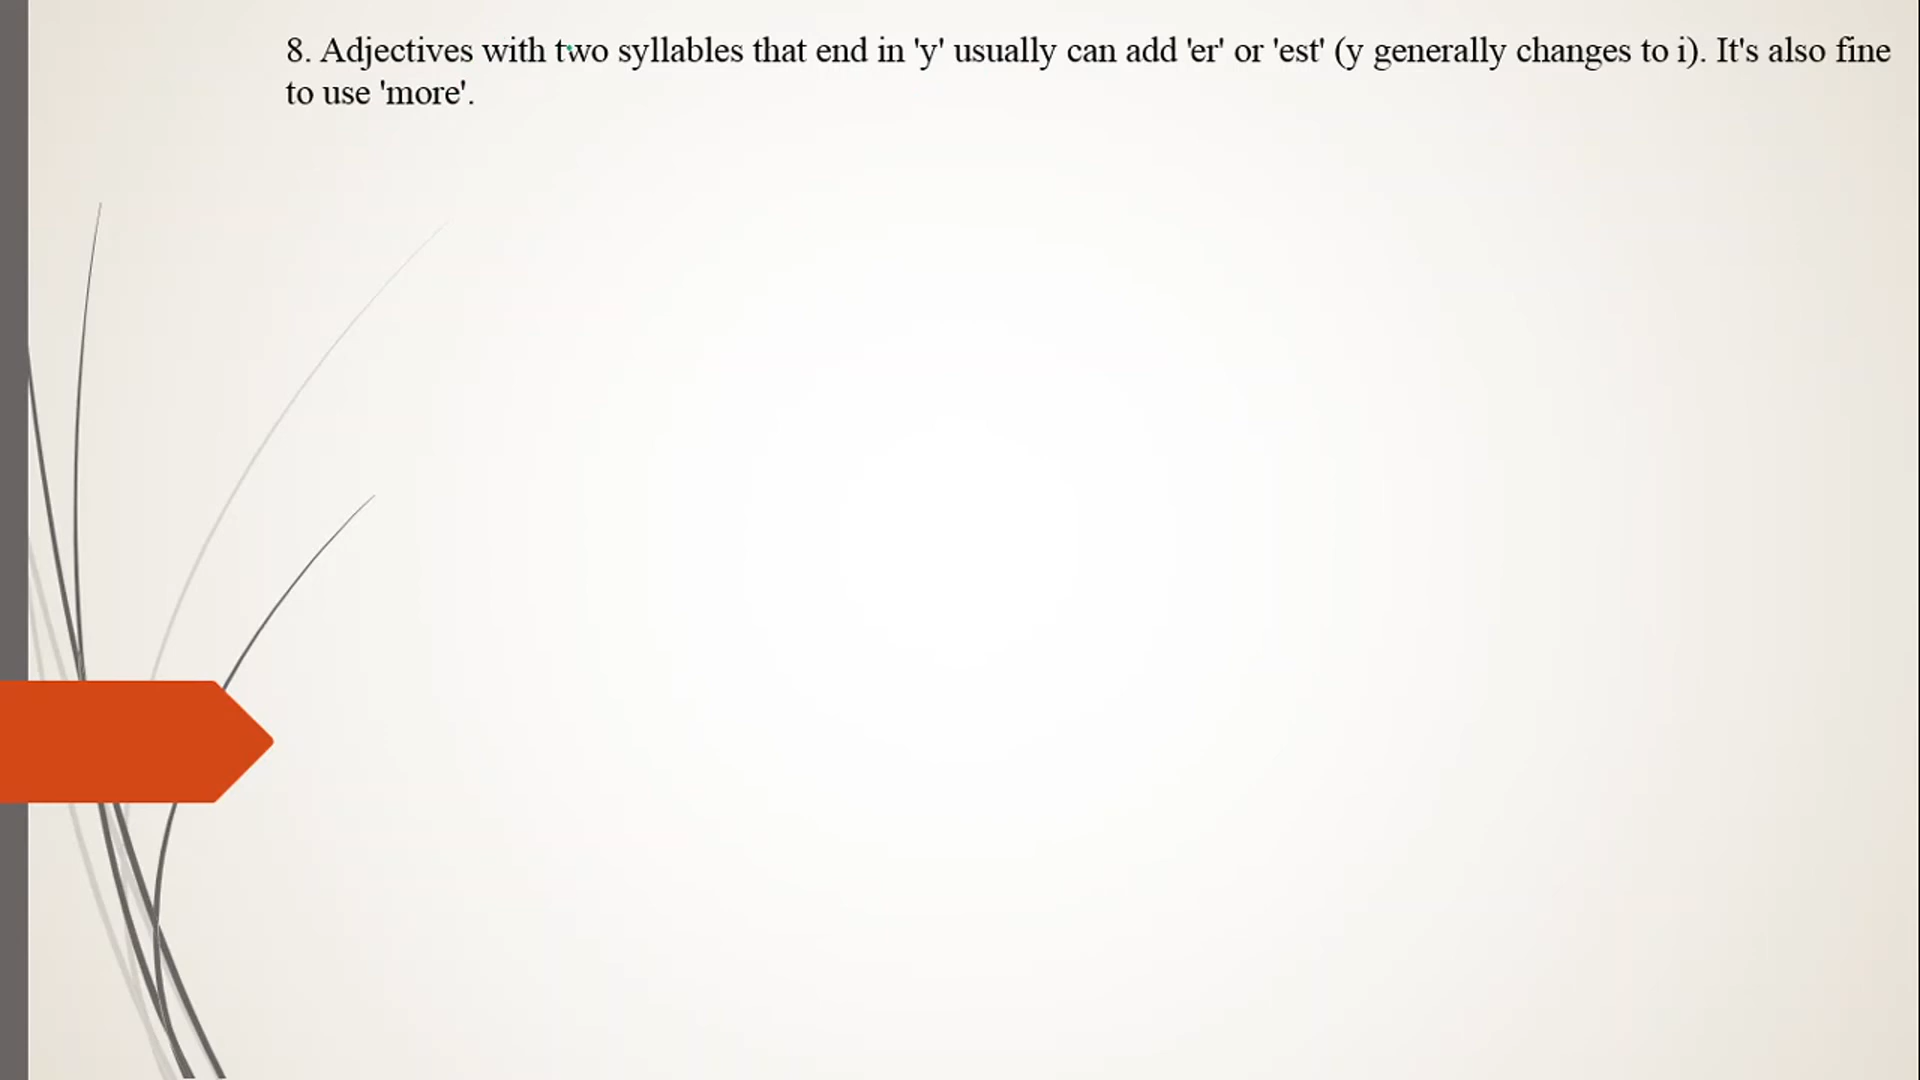 8. Adjectives with two syllables that end in 'y' usually can add 'er' or 'est' (y generally changes to i). It's also fine
to use 'more'.